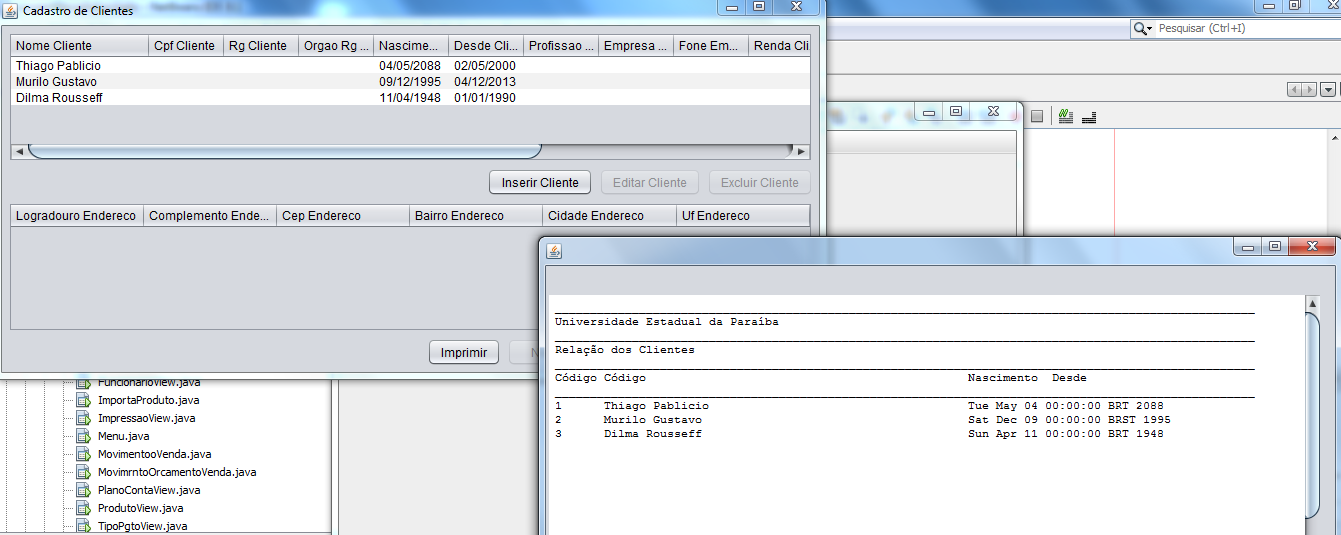 Cadastro de Clientes
Pesquisar (Ctrl+I)
Nome Cliente Cpf Cliente Rg Cliente Orgao Rg ... Nascime... Desde Cli... Profissao ... Empresa ... Fone Em... Renda Cli
Thiago Pablicio 04/05/2088 02/05/2000
Murilo Gustavo 09/12/1995 04/12/2013
Dilma Rousseff 11/04/1948 01/01/1990
Inserir Cliente Editar Cliente Excluir Cliente
Logradouro Endereco Complemento Ende... Cep Endereco Bairro Endereco Cidade Endereco Uf Endereco
Imprimir N
FuncionarioView.java
ImportaProduto.java
ImpressaoView.java
Menu.java
MovimentooVenda.java
MovimrntoOrcamentoVenda.java
PlanoContaView.java
ProdutoView.java
TipoPgtoView.java
Universidade Estadual da Paraíba
Relação dos Clientes
Código Código Nascimento Desde
1 Thiago Pablicio Tue May 04 00:00:00 BRT 2088
2 Murilo Gustavo Sat Dec 09 00:00:00 BRST 1995
3 Dilma Rousseff Sun Apr 11 00:00:00 BRT 1948